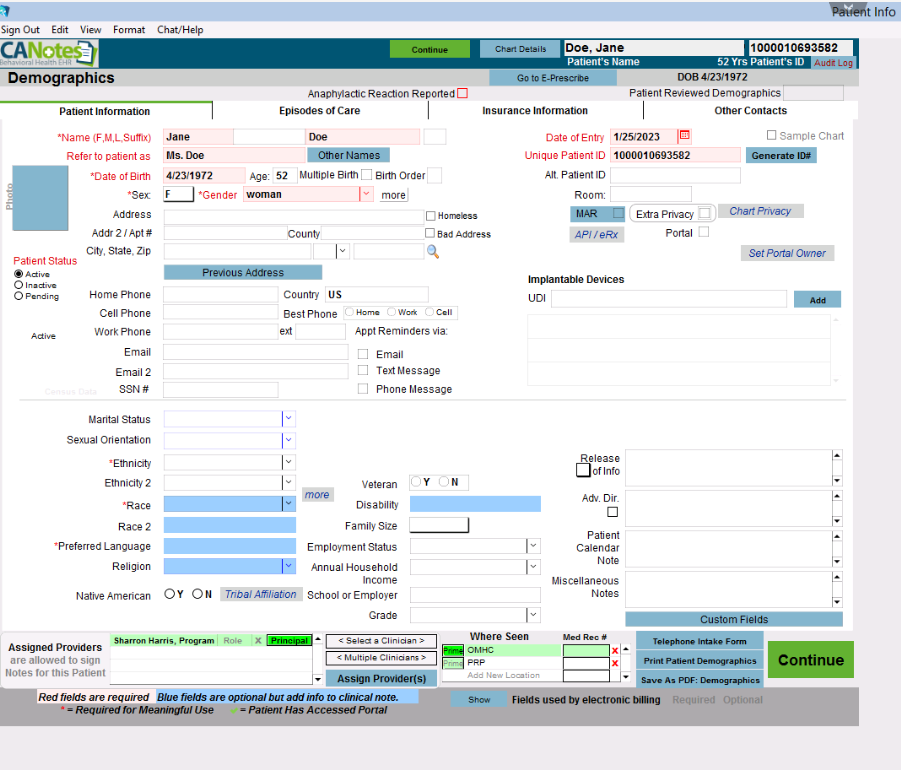 Patient Info
Sign Out Edit View Format Chat/Help
CANotes
Behavioral Health EHR
Continue Chart Details Doe, Jane 1000010693582
Patient's Name 52 Yrs Patient's ID Audit Log
Demographics Go to E-Prescribe DOB 4/23/1972
Anaphylactic Reaction Reported Patient Reviewed Demographics
Patient Information Episodes of Care Insurance Information Other Contacts
*Name (F,M,L,Suffix) Jane Doe Date of Entry 1/25/2023 Sample Chart
Refer to patient as Ms. Doe Other Names Unique Patient ID 1000010693582 Generate ID#
Photo
*Date of Birth 4/23/1972 Age: 52 Multiple Birth Birth Order Alt. Patient ID
*Sex: F *Gender woman more Room:
Address Homeless MAR Extra Privacy Chart Privacy
Addr 2 / Apt # County Bad Address API / eRx Portal
City, State, Zip Set Portal Owner
Patient Status
Active
Inactive
Pending
Active
Previous Address Implantable Devices
Home Phone Country US UDI Add
Cell Phone Best Phone Home Work Cell
Work Phone ext Appt Reminders via:
Email Email
Email 2 Text Message
Census Data SSN # Phone Message
Marital Status
Sexual Orientation
*Ethnicity Release of Info
Ethnicity 2 Veteran Y N
more
*Race Disability Adv. Dir.
Race 2 Family Size
*Preferred Language Employment Status Patient Calendar Note
Religion Annual Household Income
Native American Y N Tribal Affiliation School or Employer Miscellaneous Notes
Grade Custom Fields
Assigned Providers
are allowed to sign
Notes for this Patient
Sharron Harris, Program Role X Principal
< Select a Clinician >
< Multiple Clinicians >
Assign Provider(s)
Where Seen Med Rec #
Prime OMHC X
Prime PRP X
Add New Location
Telephone Intake Form
Print Patient Demographics
Save As PDF: Demographics
Continue
Red fields are required Blue fields are optional but add info to clinical note. Show Fields used by electronic billing Required Optional
* = Required for Meaningful Use = Patient Has Accessed Portal